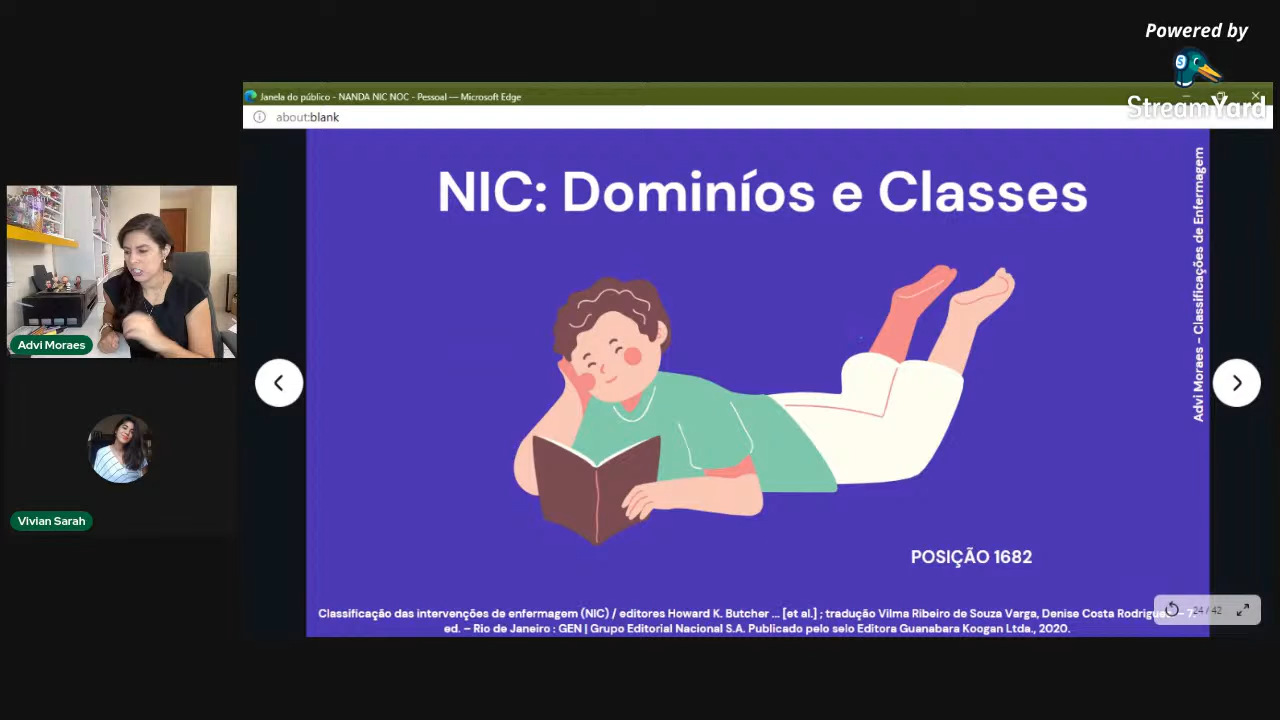 Powered by
StreamYard
Janela do público - NANDA NIC NOC - Pessoal — Microsoft Edge
about:blank
NIC: Dominíos e Classes
Advi Moraes - Classificações de Enfermagem
Advi Moraes
Vivian Sarah
POSIÇÃO 1682
Classificação das intervenções de enfermagem (NIC) / editores Howard K. Butcher ... [et al.] ; tradução Vilma Ribeiro de Souza Varga, Denise Costa Rodrigues. – 7.
ed. – Rio de Janeiro : GEN | Grupo Editorial Nacional S.A. Publicado pelo selo Editora Guanabara Koogan Ltda., 2020.
24 / 42